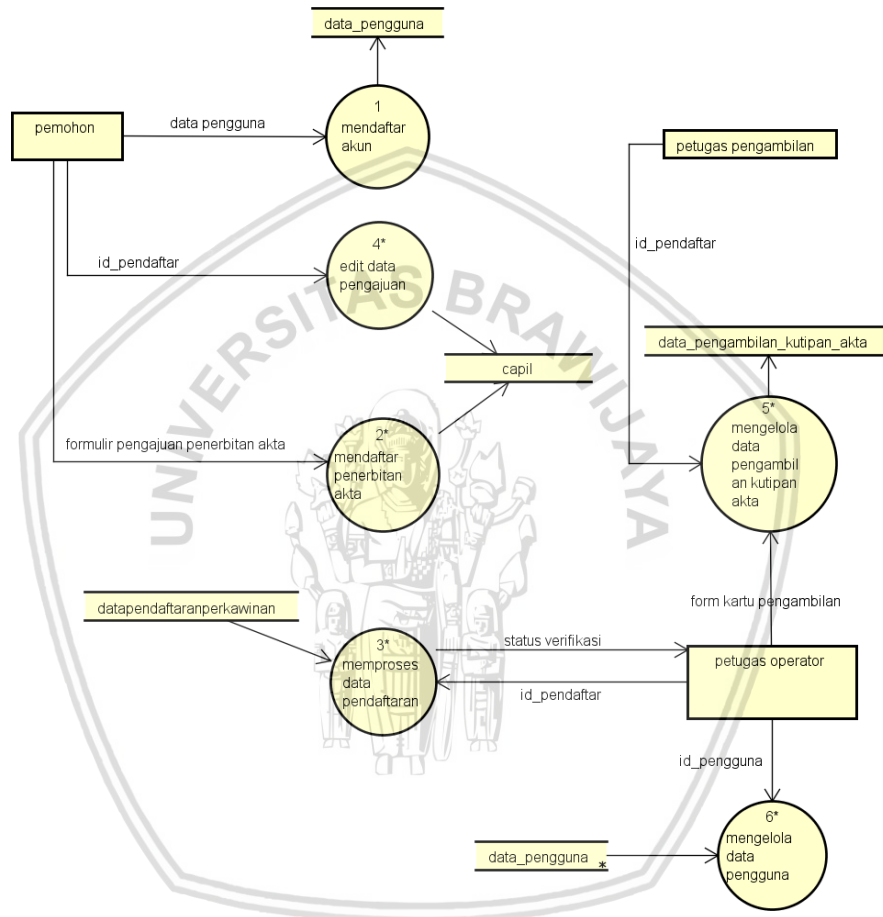 data_pengguna
pemohon
data pengguna
1
mendaftar
akun
petugas pengambilan
id_pendaftar
4*
edit data
pengajuan
id_pendaftar
data_pengambilan_kutipan_akta
capil
formulir pengajuan penerbitan akta
2*
mendaftar
penerbitan
akta
5*
mengelola
data
pengambil
an kutipan
akta
datapendaftaranperkawinan
3*
memproses
data
pendaftaran
status verifikasi
id_pendaftar
form kartu pengambilan
petugas operator
id_pengguna
data_pengguna *
6*
mengelola
data
pengguna
UNIVERSITAS BRAWIJAYA